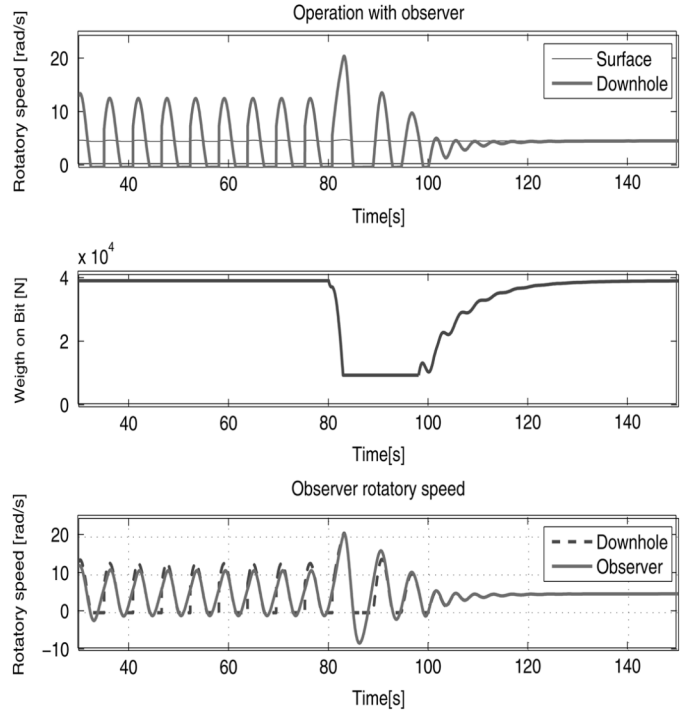 Operation with observer
Rotatory speed [rad/s]
20
10
0
Surface
Downhole
40 60 80 100 120 140
Time[s]
x 10^4
Weigth on Bit [N]
4
2
0
40 60 80 100 120 140
Time[s]
Observer rotatory speed
Rotatory speed [rad/s]
20
10
0
−10
Downhole
Observer
40 60 80 100 120 140
Time[s]